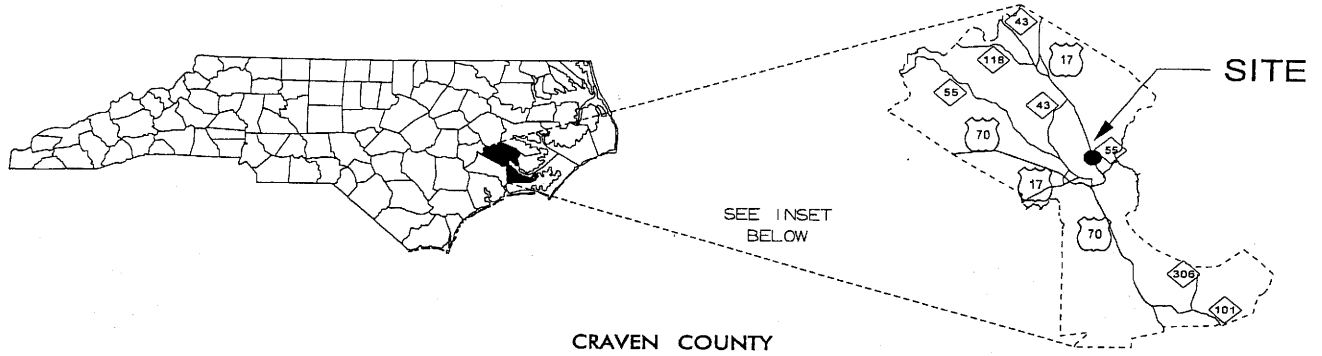 43
118
17
SITE
55
43
70
55
17
SEE INSET
BELOW
70
306
101
CRAVEN COUNTY